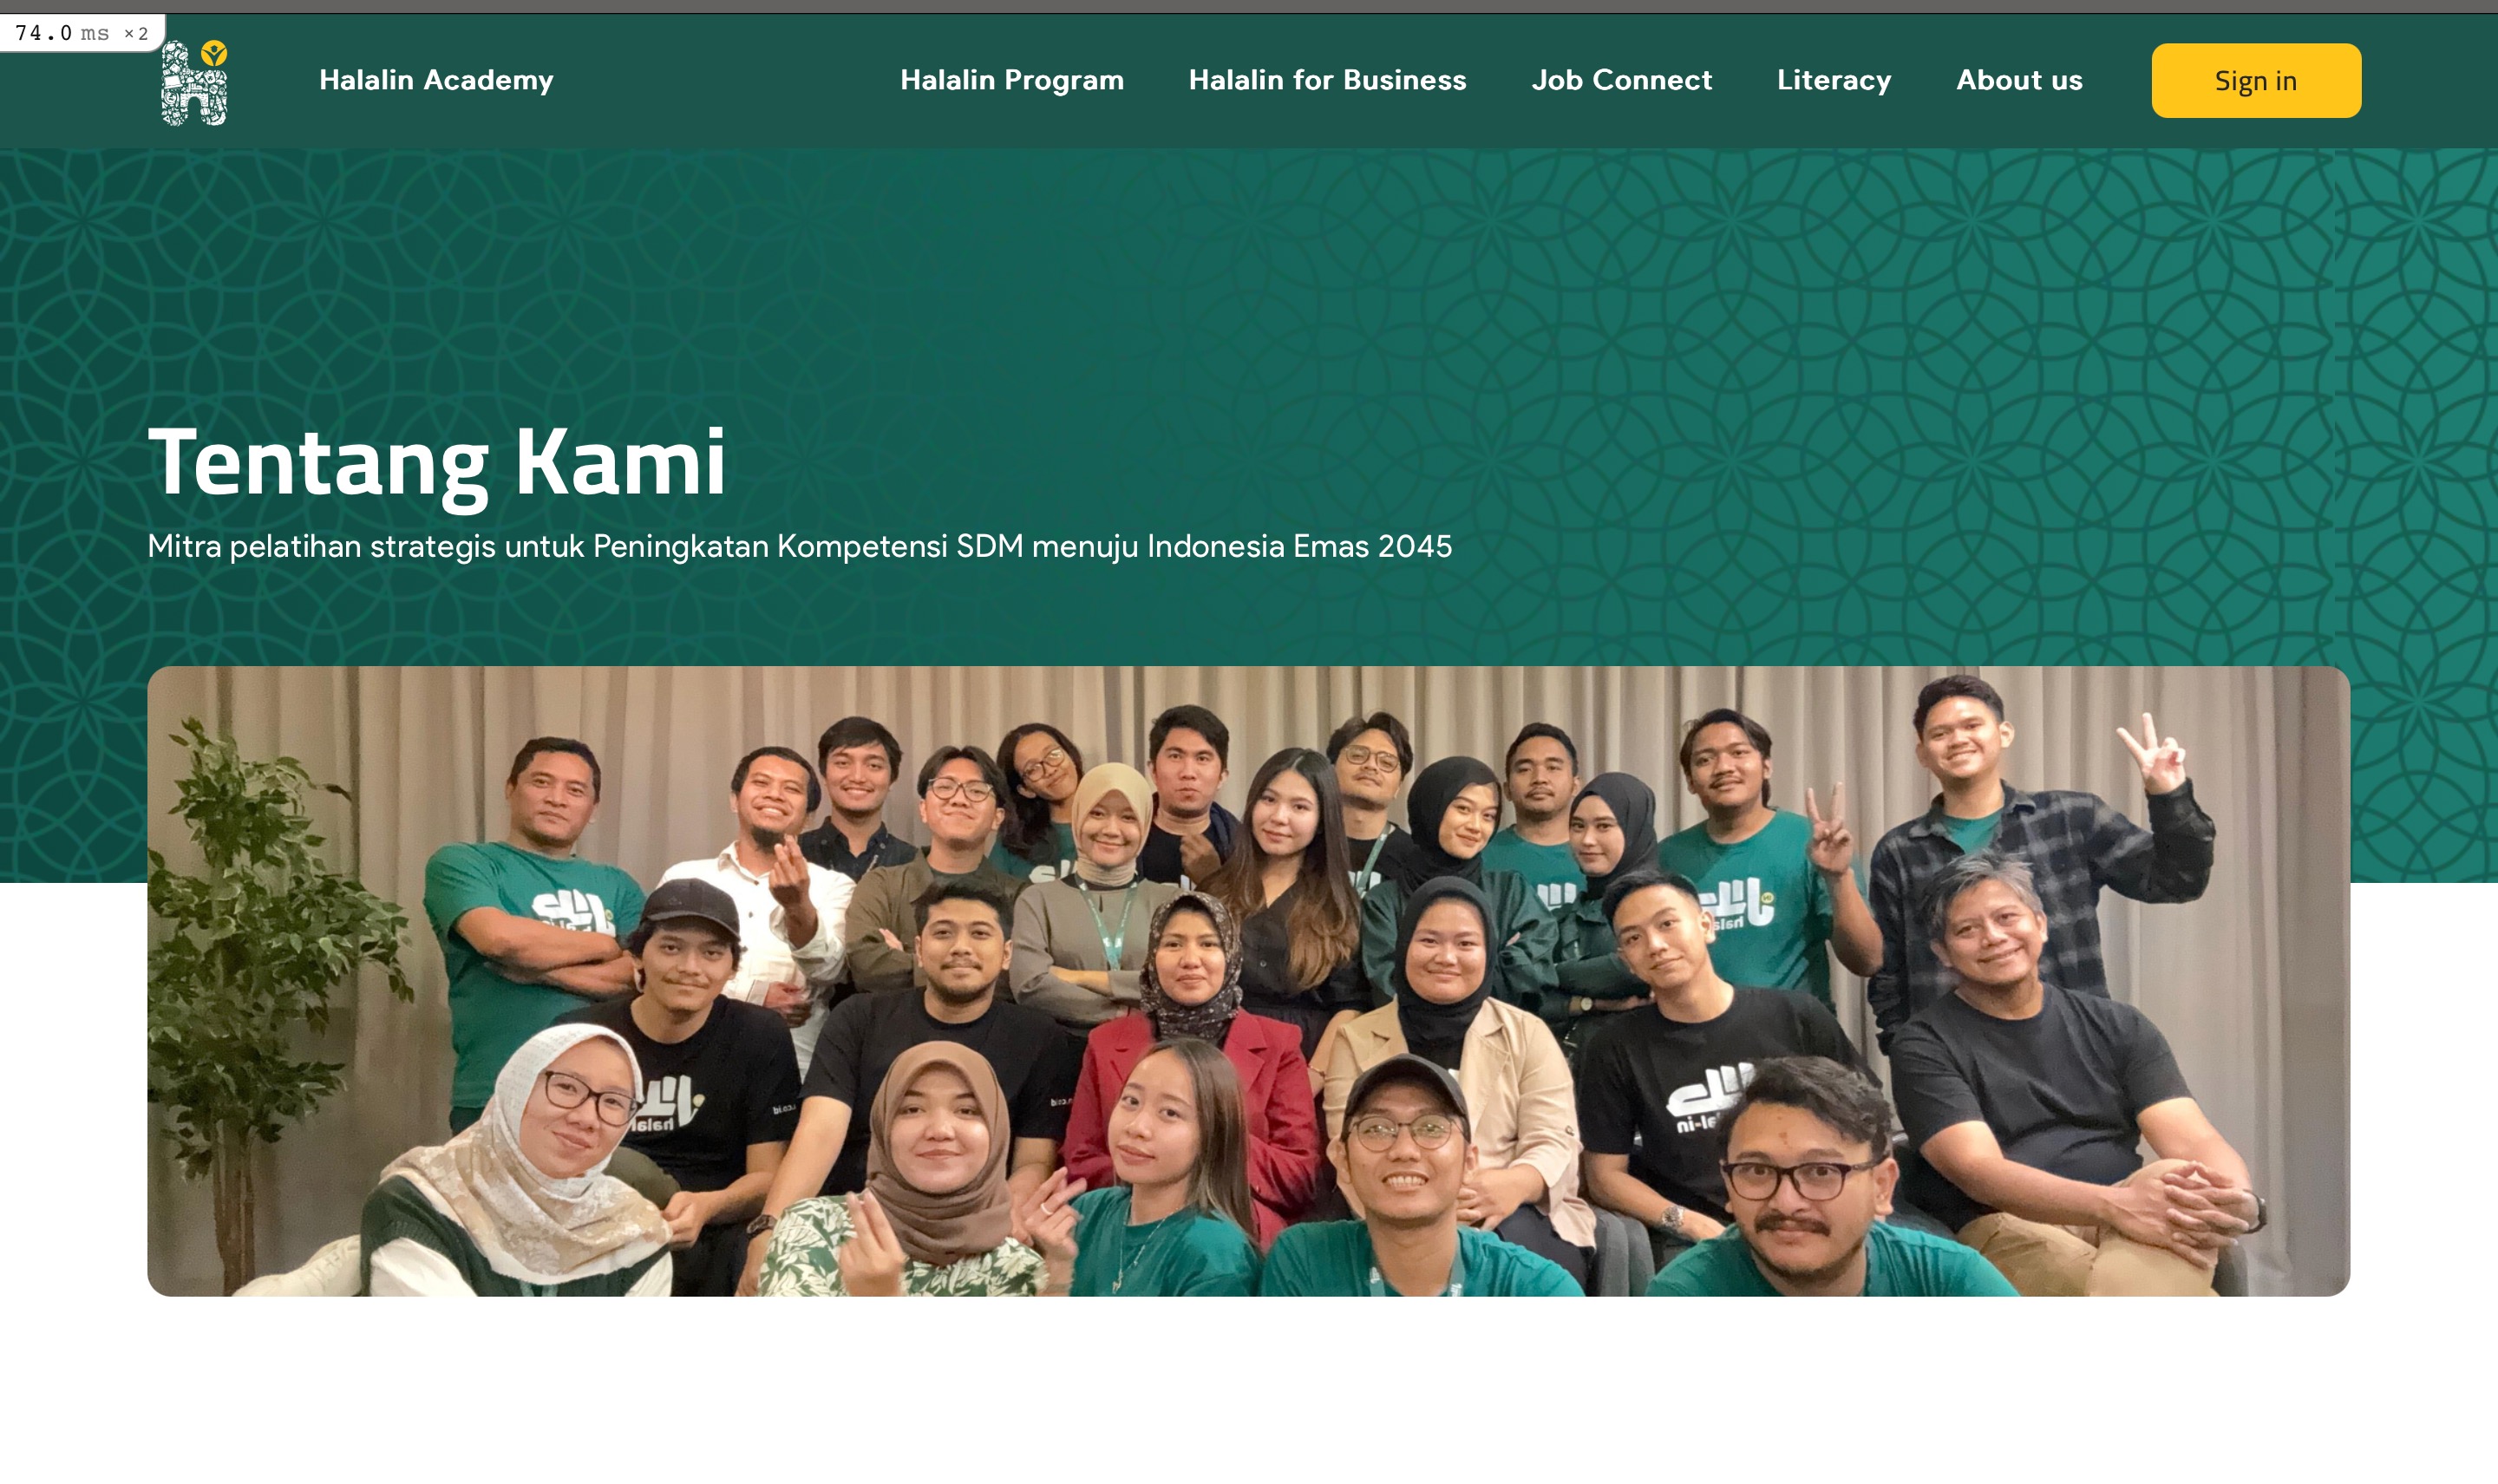 74.0 ms ×2
Halalin Academy
Halalin Program
Halalin for Business
Job Connect
Literacy
About us
Sign in
Tentang Kami
Mitra pelatihan strategis untuk Peningkatan Kompetensi SDM menuju Indonesia Emas 2045